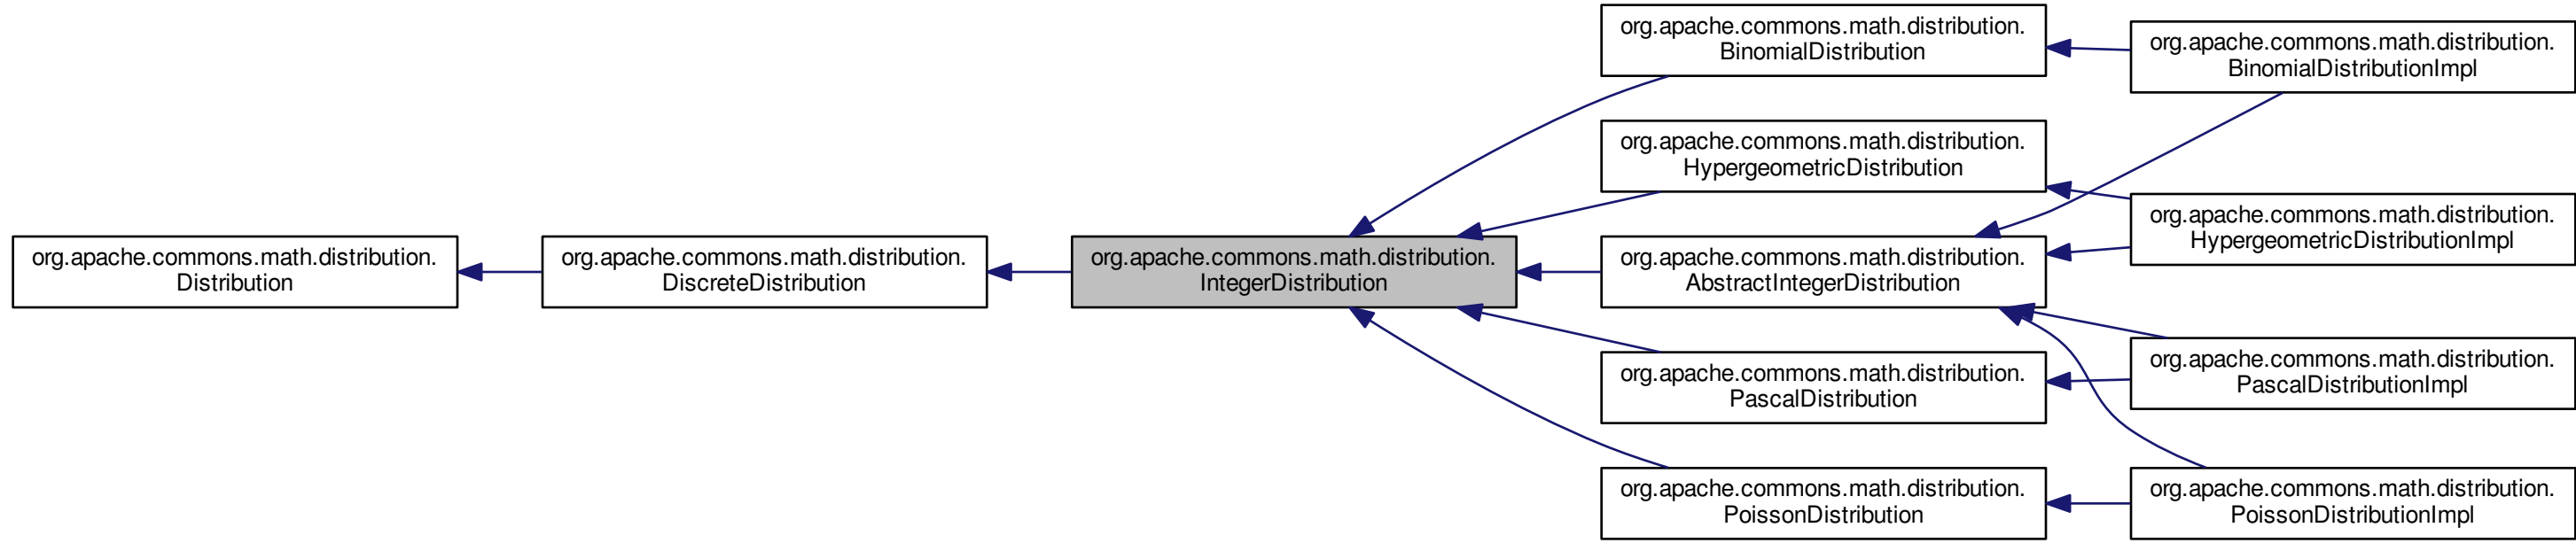 org.apache.commons.math.distribution.
Distribution
org.apache.commons.math.distribution.
DiscreteDistribution
org.apache.commons.math.distribution.
IntegerDistribution
org.apache.commons.math.distribution.
BinomialDistribution
org.apache.commons.math.distribution.
HypergeometricDistribution
org.apache.commons.math.distribution.
AbstractIntegerDistribution
org.apache.commons.math.distribution.
PascalDistribution
org.apache.commons.math.distribution.
PoissonDistribution
org.apache.commons.math.distribution.
BinomialDistributionImpl
org.apache.commons.math.distribution.
HypergeometricDistributionImpl
org.apache.commons.math.distribution.
PascalDistributionImpl
org.apache.commons.math.distribution.
PoissonDistributionImpl